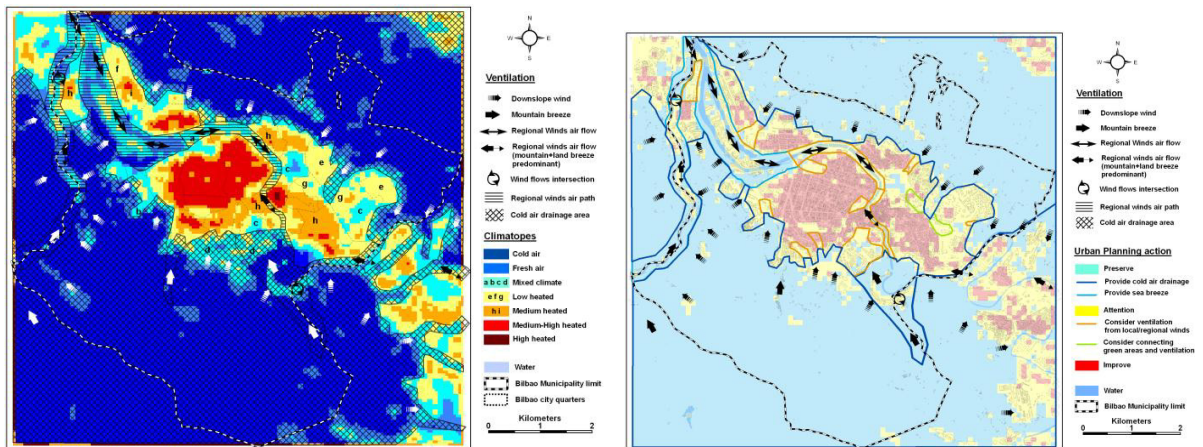 N
W E
S
Ventilation
Downslope wind
Mountain breeze
Regional Winds air flow
Regional winds air flow
(mountain+land breeze
predominant)
Wind flows intersection
Regional winds air path
Cold air drainage area
Climatopes
Cold air
Fresh air
a b c d Mixed climate
e f g Low heated
h i Medium heated
Medium-High heated
High heated
Water
Bilbao Municipality limit
Bilbao city quarters
Kilometers
0 1 2
f
i
h
h
c
e
g
e
g
h
c
c
h
b
d
N
W E
S
Ventilation
Downslope wind
Mountain breeze
Regional Winds air flow
Regional winds air flow
(mountain+land breeze
predominant)
Wind flows intersection
Regional winds air path
Cold air drainage area
Urban Planning action
Preserve
Provide cold air drainage
Provide sea breeze
Attention
Consider ventilation
from local/regional winds
Consider connecting
green areas and ventilation
Improve
Water
Bilbao Municipality limit
Kilometers
0 1 2